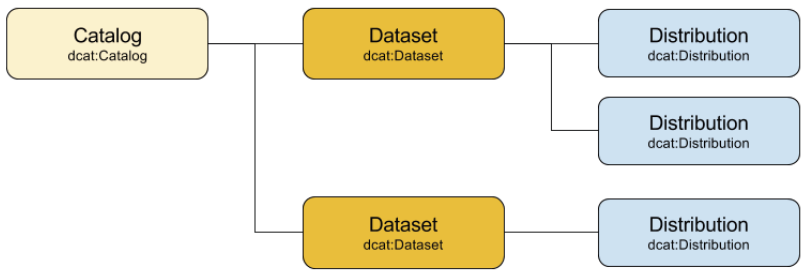 Catalog
dcat:Catalog
Dataset
dcat:Dataset
Distribution
dcat:Distribution
Distribution
dcat:Distribution
Dataset
dcat:Dataset
Distribution
dcat:Distribution